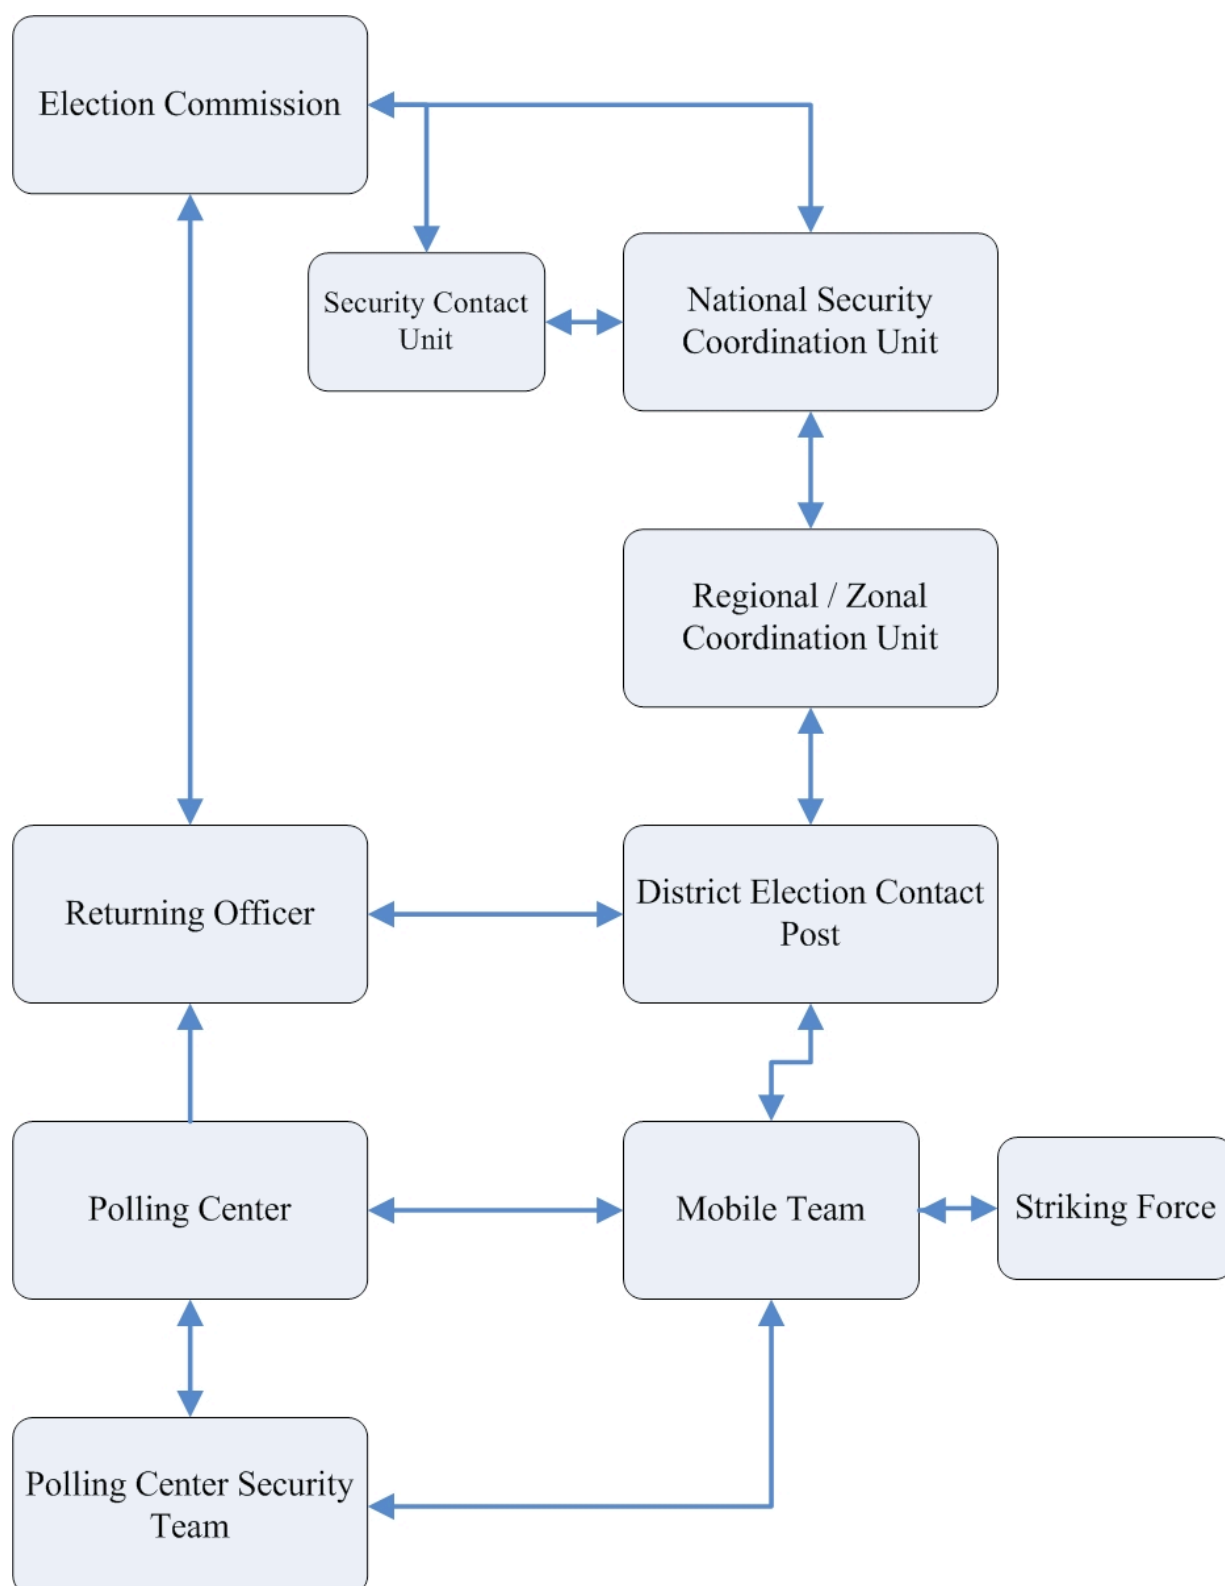 Election Commission
Security Contact
Unit
National Security
Coordination Unit
Regional / Zonal
Coordination Unit
Returning Officer
District Election Contact
Post
Polling Center
Mobile Team
Striking Force
Polling Center Security
Team